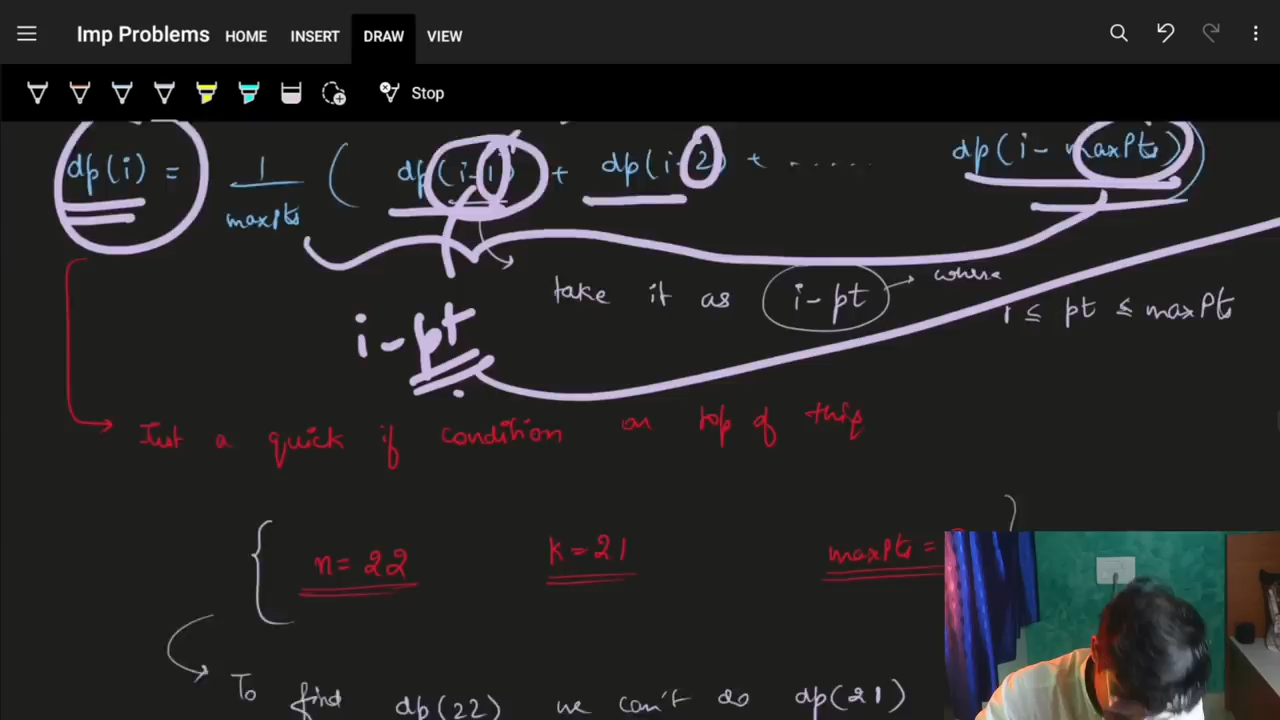 Imp Problems HOME INSERT DRAW VIEW
Stop
dp(i) = 1/maxPts ( dp(i-1) + dp(i-2) + ...... dp(i - maxPts) )
take it as i-pt where
1 ≤ pt ≤ maxPts
i-pt
Just a quick if condition on top of this
n = 22 k = 21 maxPts =
To find dp(22) we can't do dp(21)